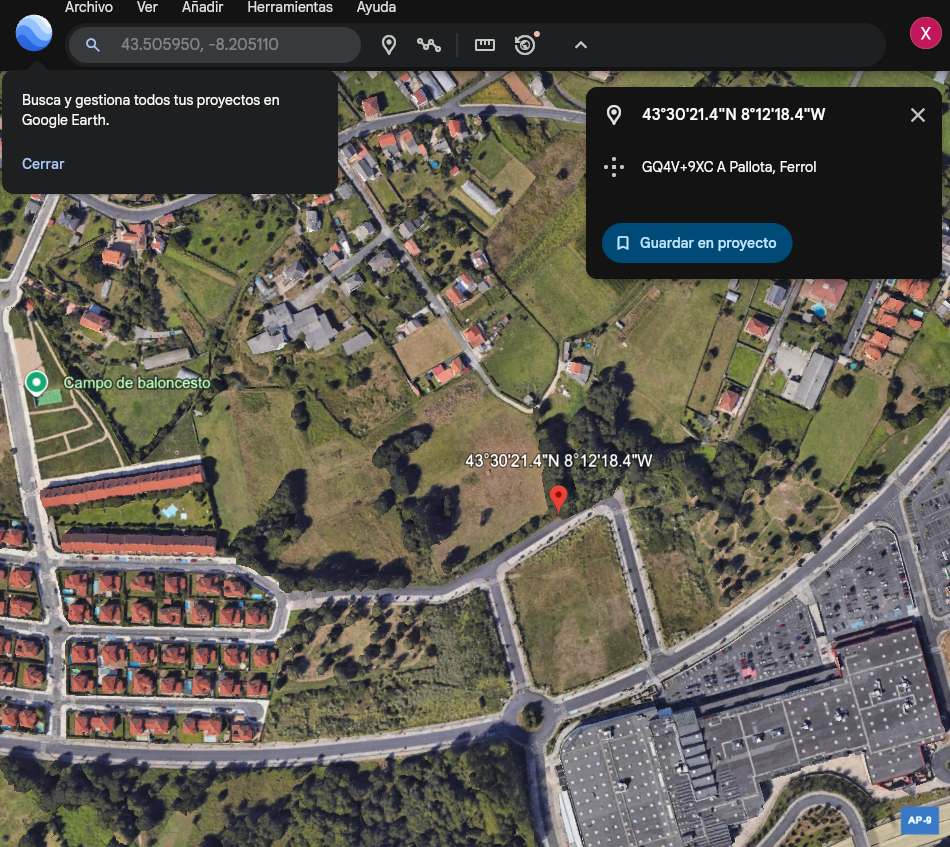 Archivo Ver Añadir Herramientas Ayuda
43.505950, -8.205110
X
Busca y gestiona todos tus proyectos en
Google Earth.
Cerrar
43°30'21.4"N 8°12'18.4"W
GQ4V+9XC A Pallota, Ferrol
Guardar en proyecto
Campo de baloncesto
43°30'21.4"N 8°12'18.4"W
AP-9